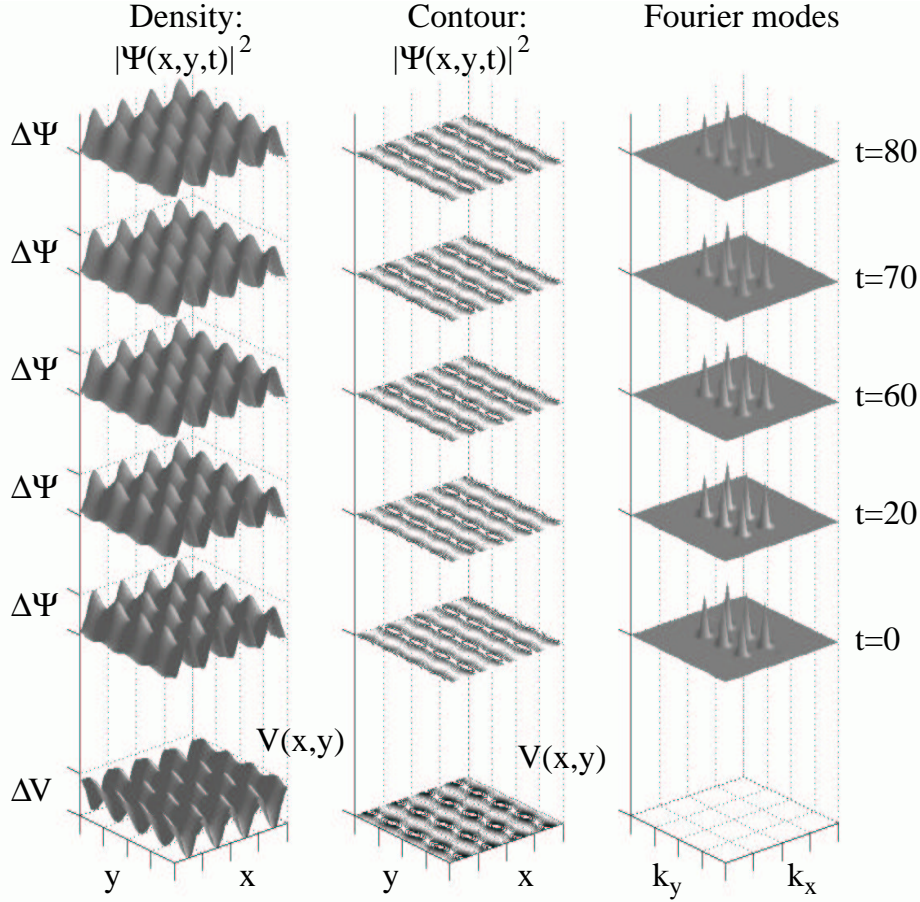 Density:
|Ψ(x,y,t)|²
Contour:
|Ψ(x,y,t)|²
Fourier modes
ΔΨ
t=80
ΔΨ
t=70
ΔΨ
t=60
ΔΨ
t=20
ΔΨ
t=0
V(x,y)
V(x,y)
ΔV
y
x
y
x
k_y
k_x